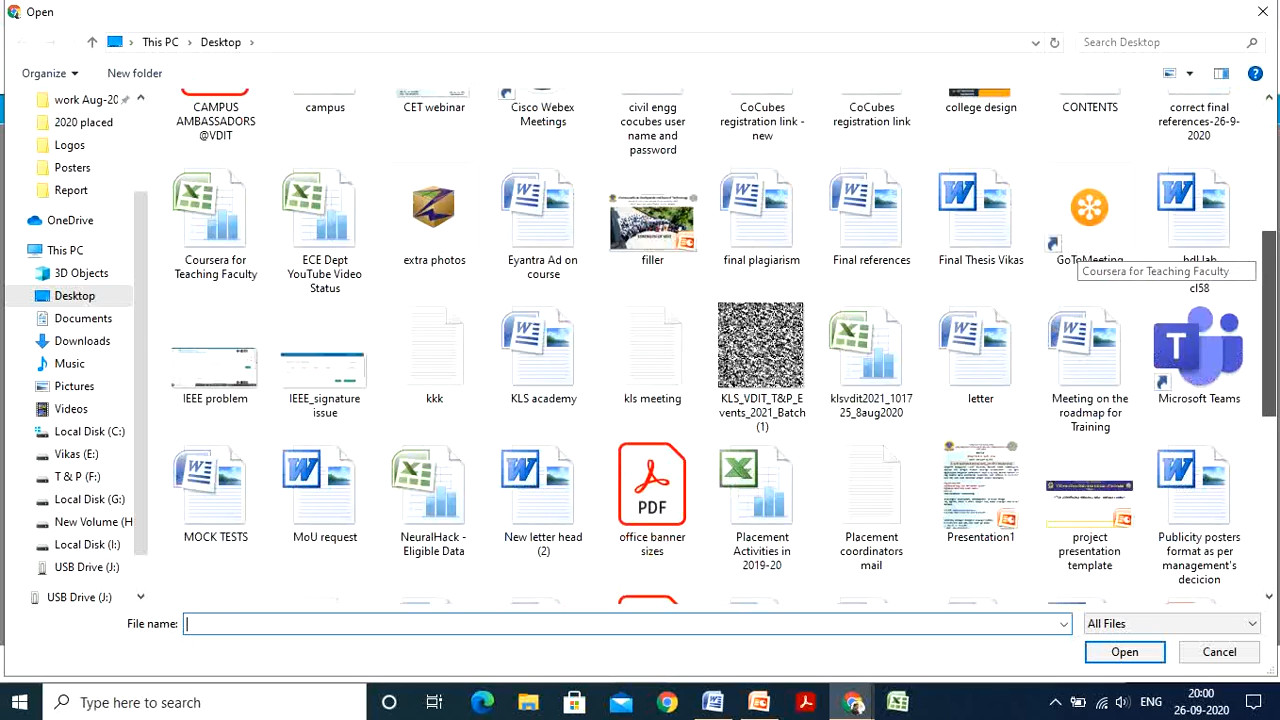 Open
This PC
Desktop
Search Desktop
Organize
New folder
work Aug-20
2020 placed
Logos
Posters
Report
OneDrive
This PC
3D Objects
Desktop
Documents
Downloads
Music
Pictures
Videos
Local Disk (C:)
Vikas (E:)
T & P (F:)
Local Disk (G:)
New Volume (H
Local Disk (I:)
USB Drive (J:)
USB Drive (J:)
CAMPUS
AMBASSADORS
@VDIT
campus
CET webinar
Cisco Webex
Meetings
civil engg
cocubes user
name and
password
CoCubes
registration link -
new
CoCubes
registration link
college design
CONTENTS
correct final
references-26-9-
2020
Coursera for
Teaching Faculty
ECE Dept
YouTube Video
Status
extra photos
Eyantra Ad on
course
filler
final plagiarism
Final references
Final Thesis Vikas
GoToMeeting
cl58
Coursera for Teaching Faculty
IEEE problem
IEEE_signature
issue
kkk
KLS academy
kls meeting
KLS_VDIT_T&P_E
vents_2021_Batch
(1)
klsvdit2021_1017
25_8aug2020
letter
Meeting on the
roadmap for
Training
Microsoft Teams
MOCK TESTS
MoU request
NeuralHack -
Eligible Data
New letter head
(2)
PDF
office banner
sizes
Placement
Activities in
2019-20
Placement
coordinators
mail
Presentation1
project
presentation
template
Publicity posters
format as per
management's
decicion
File name:
All Files
Open
Cancel
Type here to search
ENG
20:00
26-09-2020